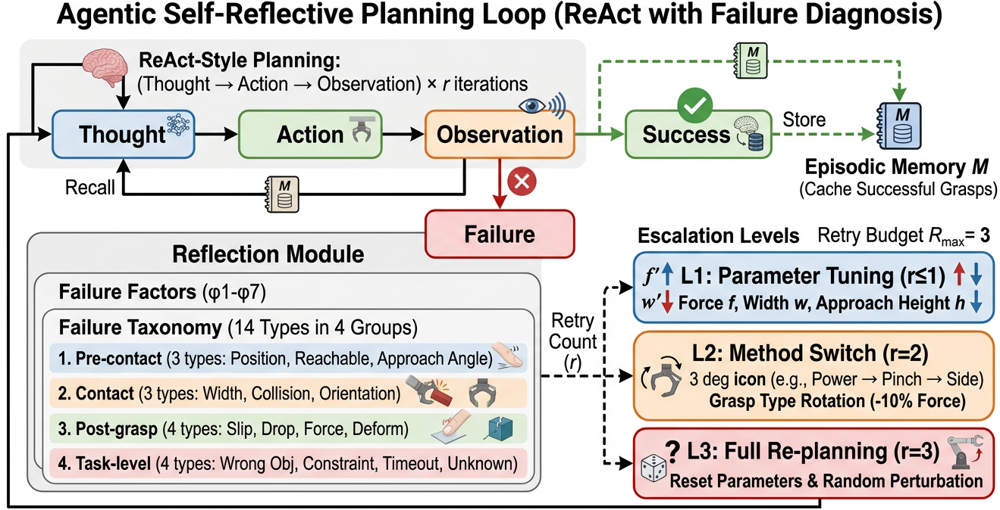 Agentic Self-Reflective Planning Loop (ReAct with Failure Diagnosis)
ReAct-Style Planning:
(Thought → Action → Observation) × r iterations
Thought
Action
Observation
Success
Store
M
M
Episodic Memory M
(Cache Successful Grasps)
Recall
M
Failure
Reflection Module
Failure Factors (φ1-φ7)
Failure Taxonomy (14 Types in 4 Groups)
1. Pre-contact (3 types: Position, Reachable, Approach Angle)
2. Contact (3 types: Width, Collision, Orientation)
3. Post-grasp (4 types: Slip, Drop, Force, Deform)
4. Task-level (4 types: Wrong Obj, Constraint, Timeout, Unknown)
Retry
Count
(r)
Escalation Levels Retry Budget Rmax= 3
f' ↑ L1: Parameter Tuning (r≤1) ↑ ↓
w' ↓ Force f, Width w, Approach Height h ↓
L2: Method Switch (r=2)
3 deg icon (e.g., Power → Pinch → Side)
Grasp Type Rotation (-10% Force)
? L3: Full Re-planning (r=3)
Reset Parameters & Random Perturbation